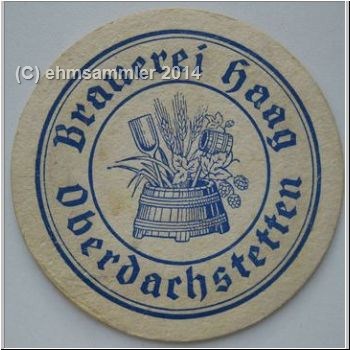 (C) ehmsammler 2014
Brauerei Haag
Oberdachstetten